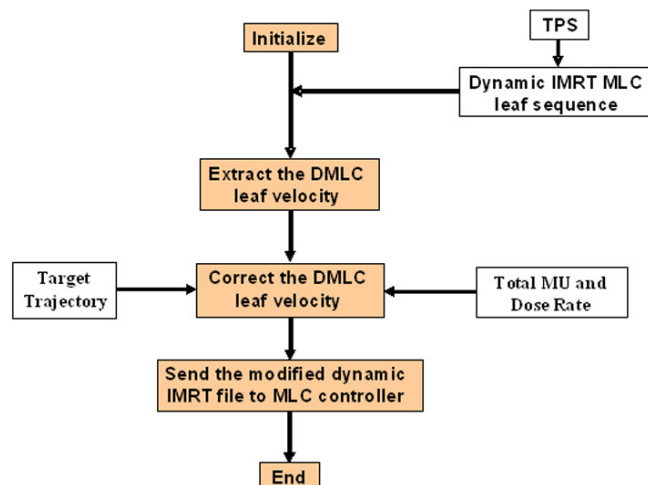 Initialize
TPS
Dynamic IMRT MLC
leaf sequence
Extract the DMLC
leaf velocity
Target
Trajectory
Correct the DMLC
leaf velocity
Total MU and
Dose Rate
Send the modified dynamic
IMRT file to MLC controller
End